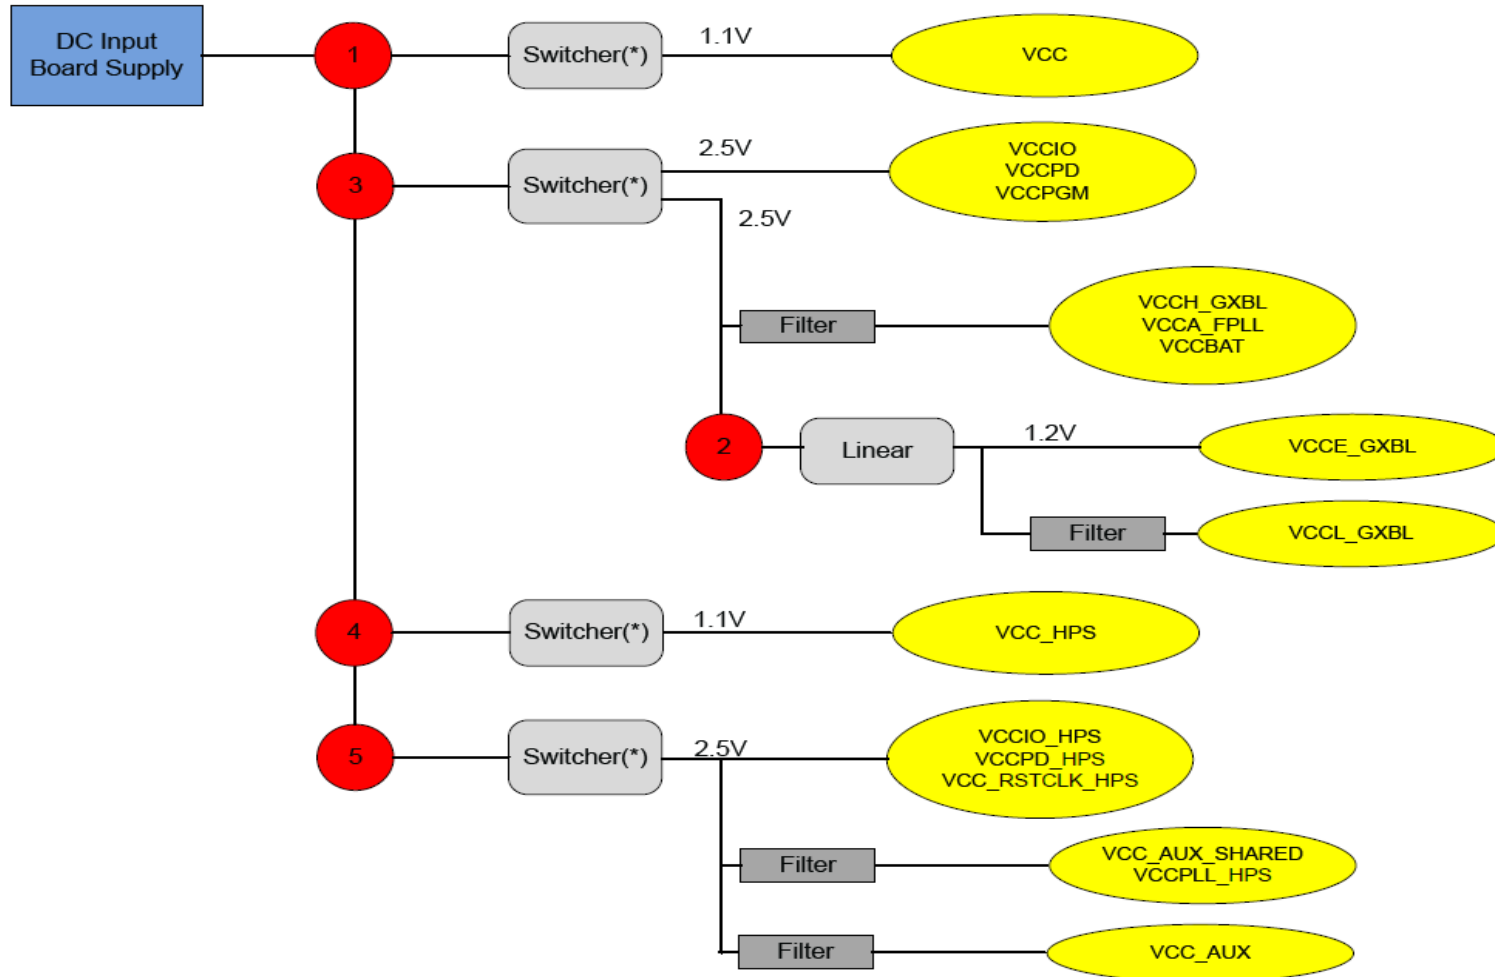 DC Input
Board Supply
1
Switcher(*)
1.1V
VCC
3
Switcher(*)
2.5V
VCCIO
VCCPD
VCCPGM
2.5V
Filter
VCCH_GXBL
VCCA_FPLL
VCCBAT
2
Linear
1.2V
VCCE_GXBL
Filter
VCCL_GXBL
4
Switcher(*)
1.1V
VCC_HPS
5
Switcher(*)
2.5V
VCCIO_HPS
VCCPD_HPS
VCC_RSTCLK_HPS
Filter
VCC_AUX_SHARED
VCCPLL_HPS
Filter
VCC_AUX